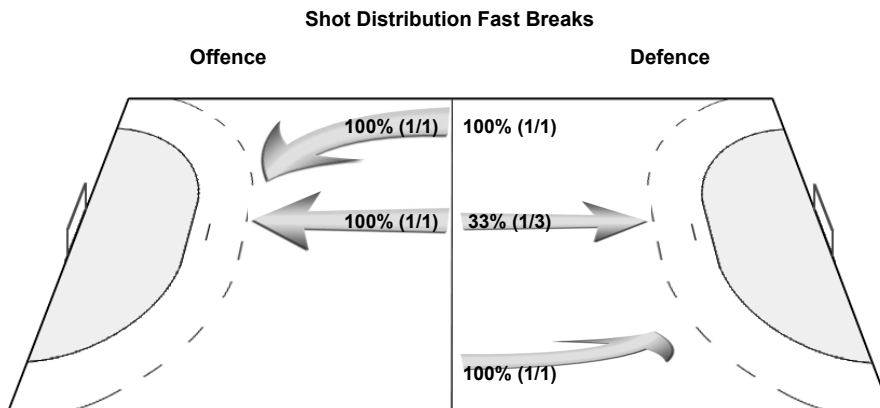 Shot Distribution Fast Breaks
Offence Defence
100% (1/1) 100% (1/1)
100% (1/1) 33% (1/3)
100% (1/1)